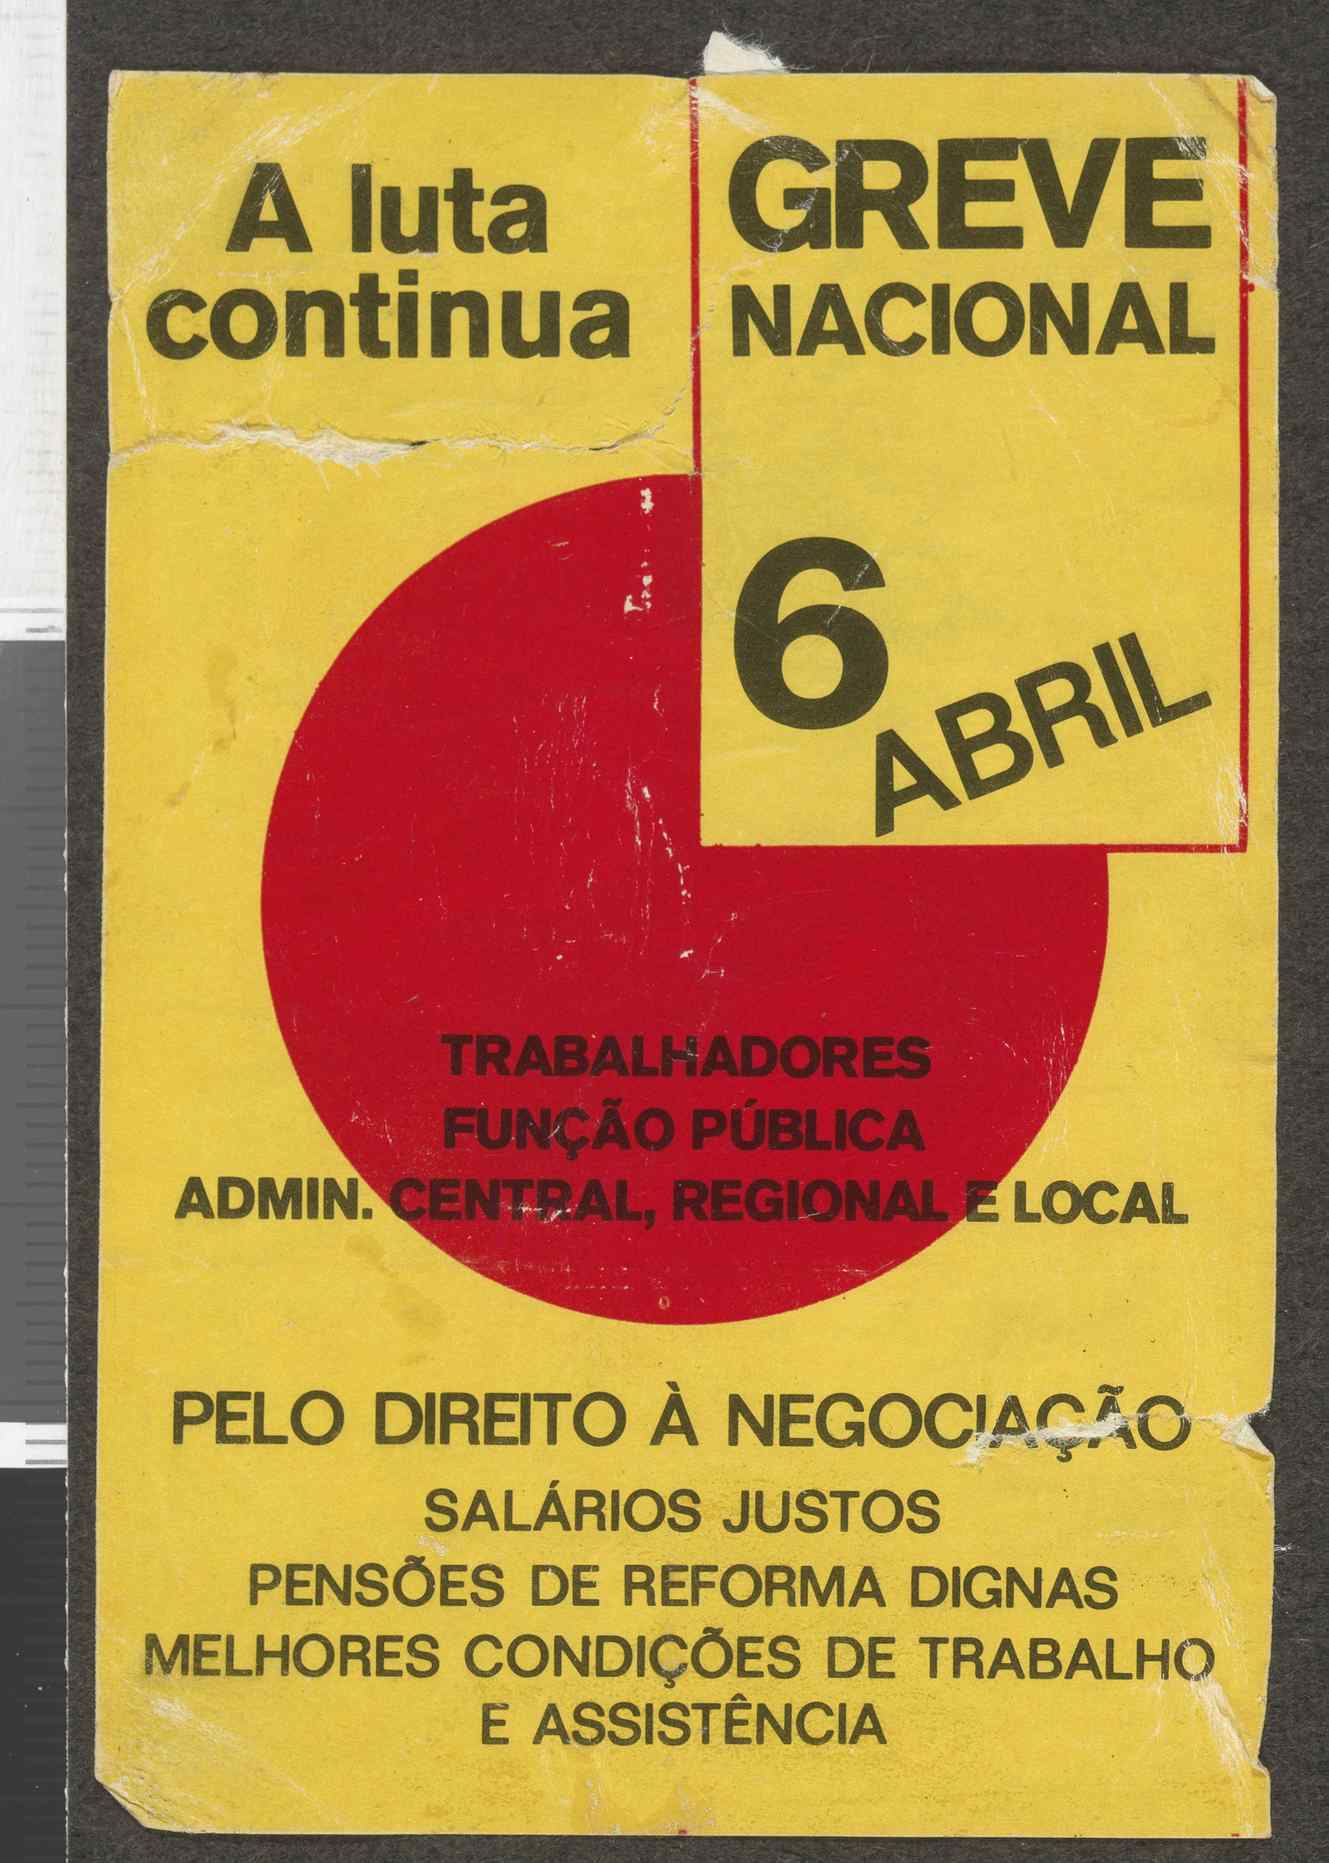 A luta
continua
GREVE
NACIONAL
6
ABRIL
TRABALHADORES
FUNÇÃO PÚBLICA
ADMIN. CENTRAL, REGIONAL E LOCAL
PELO DIREITO À NEGOCIAÇÃO
SALÁRIOS JUSTOS
PENSÕES DE REFORMA DIGNAS
MELHORES CONDIÇÕES DE TRABALHO
E ASSISTÊNCIA